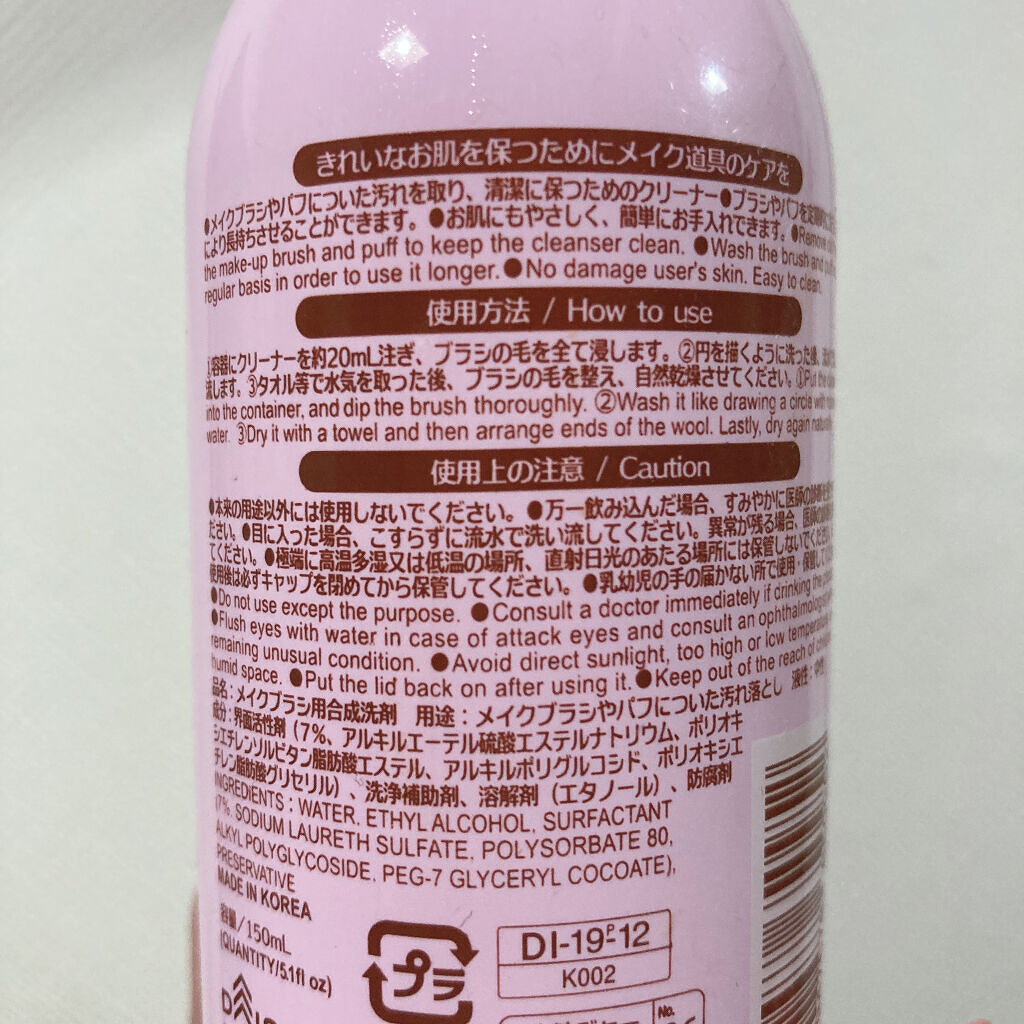 きれいなお肌を保つためにメイク道具のケアを
●メイクブラシやパフについた汚れを取り、清潔に保つためのクリーナー●ブラシやパフを
により長持ちさせることができます。●お肌にもやさしく、簡単にお手入れできます。●Remove
the make-up brush and puff to keep the cleanser clean. ●Wash the brush and
regular basis in order to use it longer. ●No damage user's skin. Easy to clean.
使用方法 / How to use
①容器にクリーナーを約20mL注ぎ、ブラシの毛を全て浸します。②円を描くように洗った後、
流します。③タオル等で水気を取った後、ブラシの毛を整え、自然乾燥させてください。①Put the
into the container, and dip the brush thoroughly. ②Wash it like drawing a circle with
water. ③Dry it with a towel and then arrange ends of the wool. Lastly, dry again
使用上の注意 / Caution
●本来の用途以外には使用しないでください。●万一飲み込んだ場合、すみやかに医師の
ださい。●目に入った場合、こすらずに流水で洗い流してください。異常が残る場合、医師の
てください。●極端に高温多湿又は低温の場所、直射日光のあたる場所には保管しないでください
使用後は必ずキャップを閉めてから保管してください。●乳幼児の手の届かない所で使用・保管して
●Do not use except the purpose. ●Consult a doctor immediately if drinking the
●Flush eyes with water in case of attack eyes and consult an ophthalmologist
remaining unusual condition. ●Avoid direct sunlight, too high or low temperature
humid space. ●Put the lid back on after using it. ●Keep out of the reach of
品名：メイクブラシ用合成洗剤 用途：メイクブラシやパフについた汚れ落とし 液性：中性
成分：界面活性剤（7%、アルキルエーテル硫酸エステルナトリウム、ポリオキ
シエチレンソルビタン脂肪酸エステル、アルキルポリグルコシド、ポリオキシエ
チレン脂肪酸グリセリル）、洗浄補助剤、溶解剤（エタノール）、防腐剤
INGREDIENTS : WATER, ETHYL ALCOHOL, SURFACTANT
(7%, SODIUM LAURETH SULFATE, POLYSORBATE 80,
ALKYL POLYGLYCOSIDE, PEG-7 GLYCERYL COCOATE),
PRESERVATIVE
MADE IN KOREA
容量/150mL
(QUANTITY/5.1fl oz)
プラ
DI-19-P-12
K002
No.